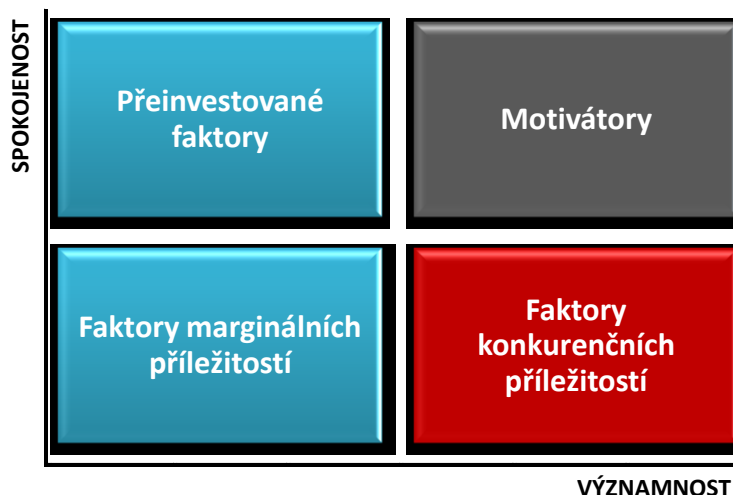 SPOKOJENOST
Přeinvestované
faktory
Motivátory
Faktory marginálních
příležitostí
Faktory
konkurenčních
příležitostí
VÝZNAMNOST